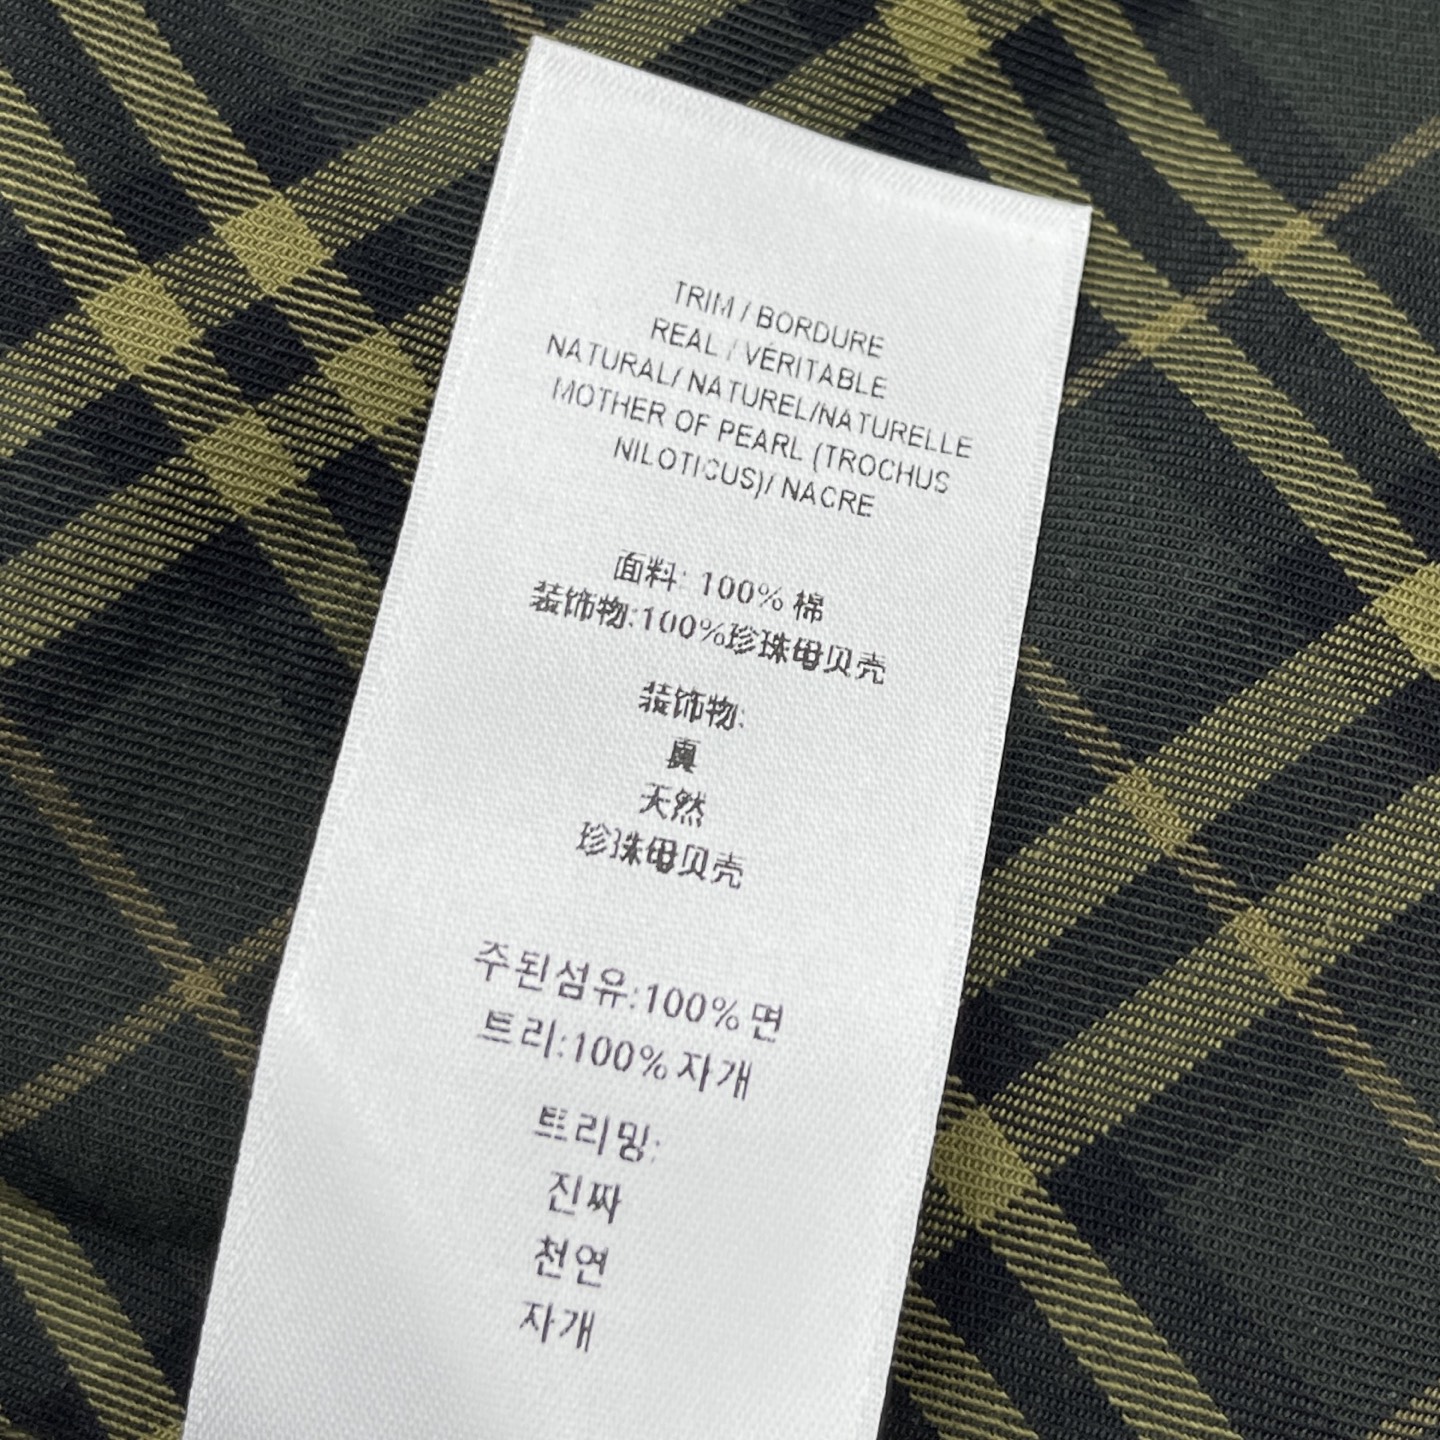 TRIM / BORDURE
REAL / VÉRITABLE
NATURAL/ NATUREL/NATURELLE
MOTHER OF PEARL (TROCHUS
NILOTICUS)/ NACRE
面料: 100% 棉
装饰物:100%珍珠母贝壳
装饰物:
真
天然
珍珠母贝壳
주된섬유:100% 면
트리:100% 자개
트리밍:
진짜
천연
자개